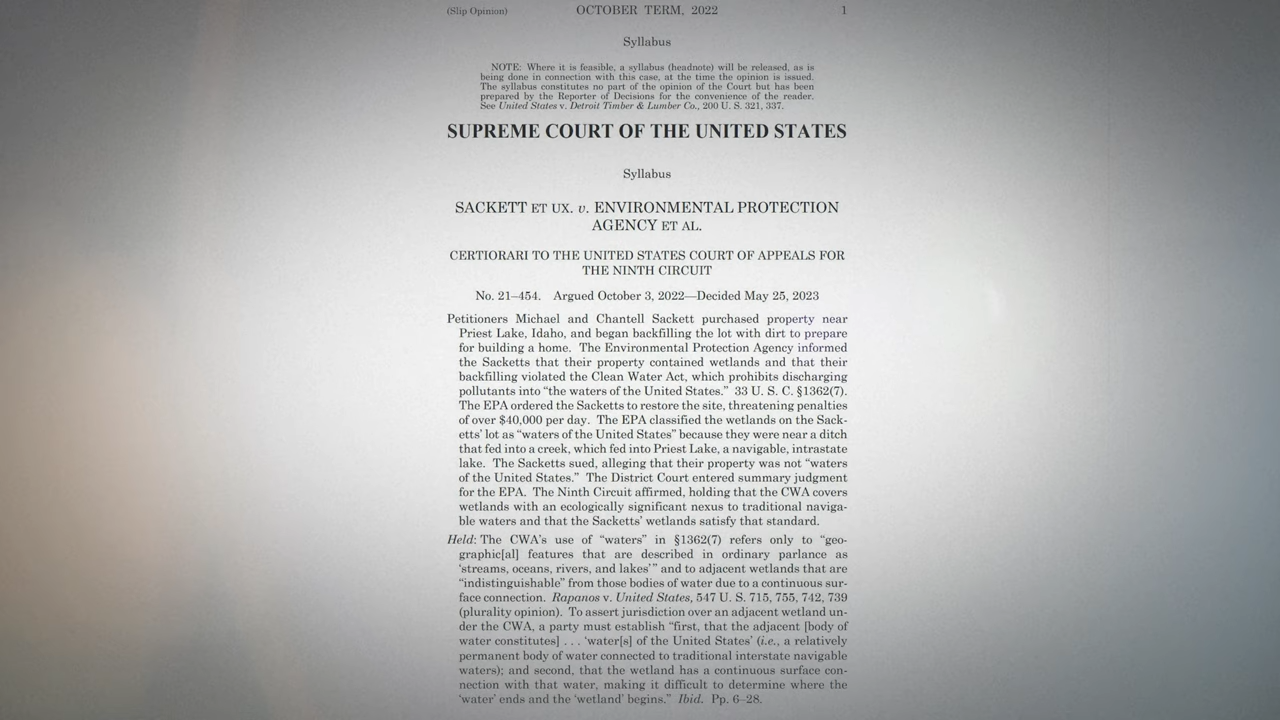 (Slip Opinion) OCTOBER TERM, 2022 1
Syllabus
NOTE: Where it is feasible, a syllabus (headnote) will be released, as is
being done in connection with this case, at the time the opinion is issued.
The syllabus constitutes no part of the opinion of the Court but has been
prepared by the Reporter of Decisions for the convenience of the reader.
See United States v. Detroit Timber & Lumber Co., 200 U. S. 321, 337.
SUPREME COURT OF THE UNITED STATES
Syllabus
SACKETT ET UX. v. ENVIRONMENTAL PROTECTION
AGENCY ET AL.
CERTIORARI TO THE UNITED STATES COURT OF APPEALS FOR
THE NINTH CIRCUIT
No. 21–454. Argued October 3, 2022—Decided May 25, 2023
Petitioners Michael and Chantell Sackett purchased property near
Priest Lake, Idaho, and began backfilling the lot with dirt to prepare
for building a home. The Environmental Protection Agency informed
the Sacketts that their property contained wetlands and that their
backfilling violated the Clean Water Act, which prohibits discharging
pollutants into “the waters of the United States.” 33 U. S. C. §1362(7).
The EPA ordered the Sacketts to restore the site, threatening penalties
of over $40,000 per day. The EPA classified the wetlands on the Sack-
etts’ lot as “waters of the United States” because they were near a ditch
that fed into a creek, which fed into Priest Lake, a navigable, intrastate
lake. The Sacketts sued, alleging that their property was not “waters
of the United States.” The District Court entered summary judgment
for the EPA. The Ninth Circuit affirmed, holding that the CWA covers
wetlands with an ecologically significant nexus to traditional naviga-
ble waters and that the Sacketts’ wetlands satisfy that standard.
Held: The CWA’s use of “waters” in §1362(7) refers only to “geo-
graphic[al] features that are described in ordinary parlance as
‘streams, oceans, rivers, and lakes’ ” and to adjacent wetlands that are
“indistinguishable” from those bodies of water due to a continuous sur-
face connection. Rapanos v. United States, 547 U. S. 715, 755, 742, 739
(plurality opinion). To assert jurisdiction over an adjacent wetland un-
der the CWA, a party must establish “first, that the adjacent [body of
water constitutes] . . . ‘water[s] of the United States’ (i.e., a relatively
permanent body of water connected to traditional interstate navigable
waters); and second, that the wetland has a continuous surface con-
nection with that water, making it difficult to determine where the
‘water’ ends and the ‘wetland’ begins.” Ibid. Pp. 6–28.